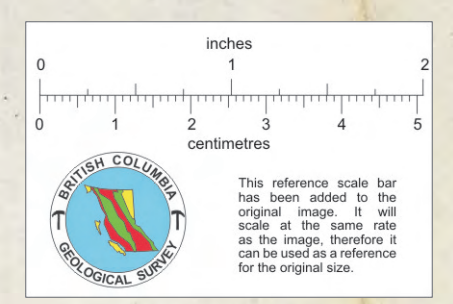 inches
0 1 2
0 1 2 3 4 5
centimetres
BRITISH COLUMBIA
GEOLOGICAL SURVEY
This reference scale bar
has been added to the
original image. It will
scale at the same rate
as the image, therefore it
can be used as a reference
for the original size.